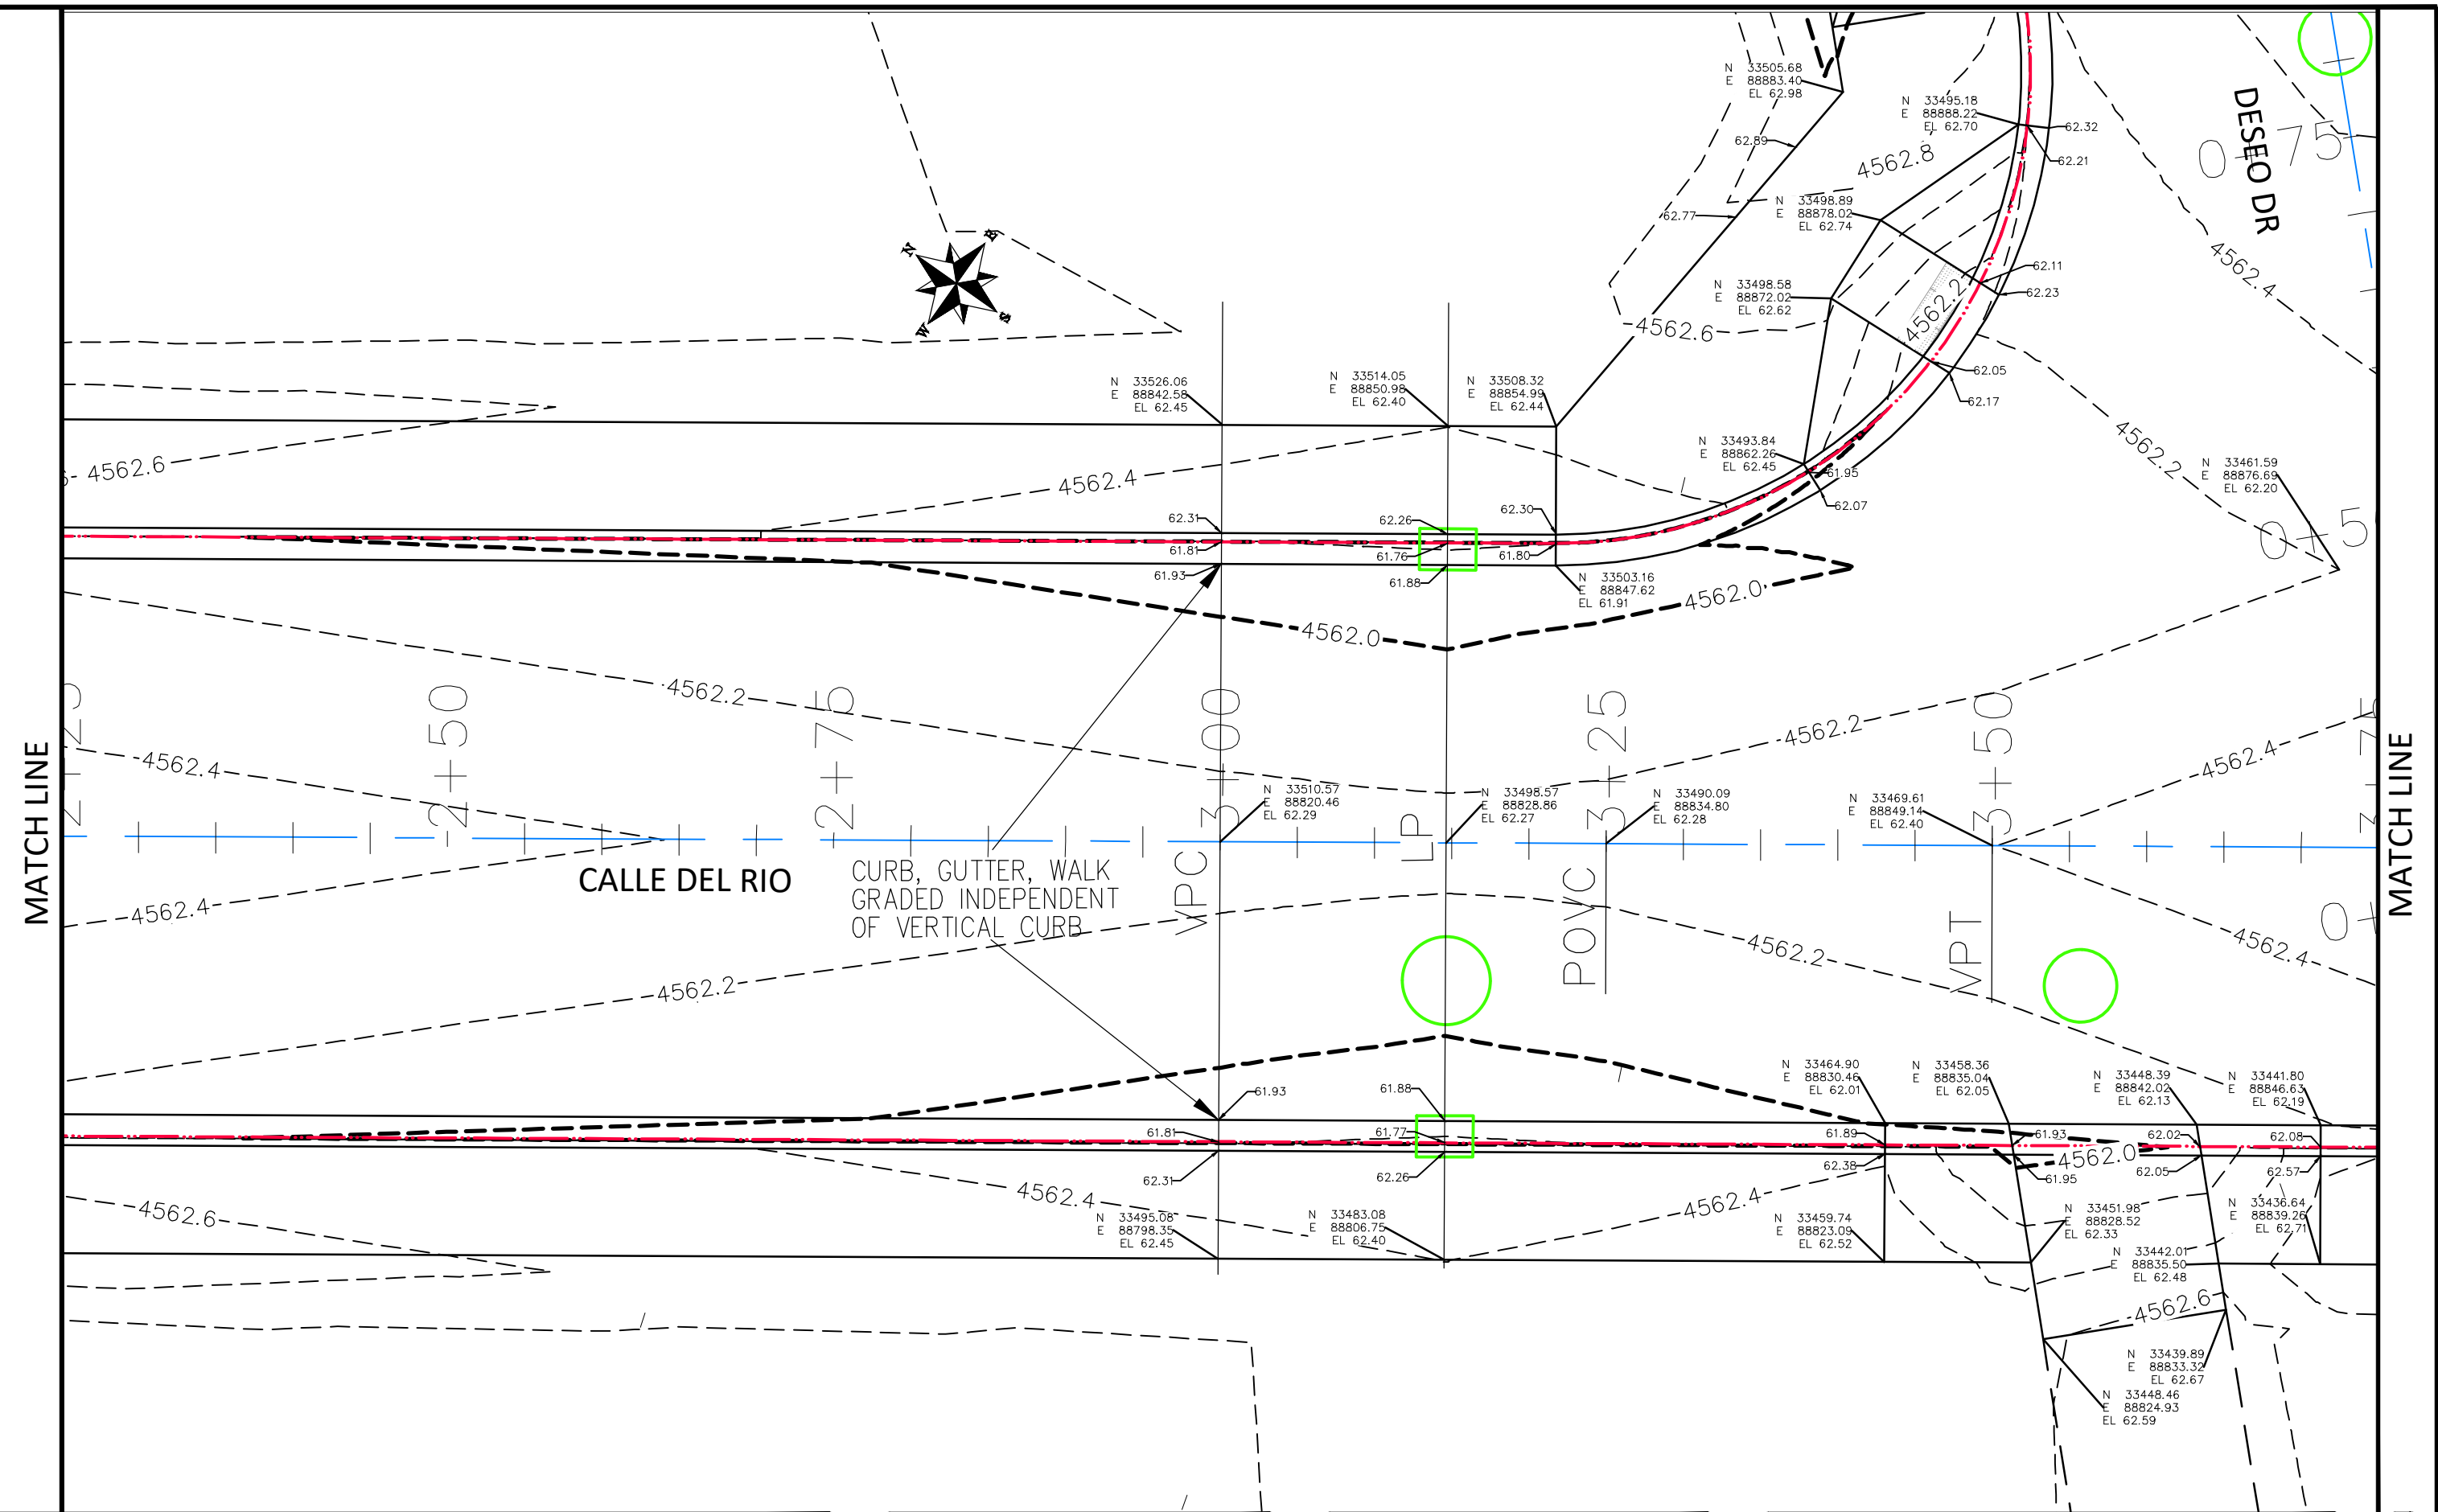 N 33505.68
E 88883.40
EL 62.98
N 33495.18
E 88888.22
EL 62.70
62.89
62.32
62.21
4562.8
DESEO DR
0+75
N 33498.89
E 88878.02
EL 62.74
62.77
N
E
S
W
4562.4
62.11
62.23
N 33498.58
E 88872.02
EL 62.62
4562.2
4562.6
62.05
62.17
N 33526.06
E 88842.58
EL 62.45
N 33514.05
E 88850.98
EL 62.40
N 33508.32
E 88854.99
EL 62.44
N 33493.84
E 88862.26
EL 62.45
61.95
62.07
4562.2
N 33461.59
E 88876.69
EL 62.20
4562.6
4562.4
62.31
62.26
62.30
61.81
61.76
61.80
61.93
61.88
N 33503.16
E 88847.62
EL 61.91
4562.0
4562.0
4562.2
4562.2
4562.4
4562.4
2+50
2+75
3+00
3+25
3+50
MATCH LINE
MATCH LINE
N 33510.57
E 88820.46
EL 62.29
N 33498.57
E 88828.86
EL 62.27
N 33490.09
E 88834.80
EL 62.28
N 33469.61
E 88849.14
EL 62.40
VPC
LP
POVC
VPT
CALLE DEL RIO
CURB, GUTTER, WALK
GRADED INDEPENDENT
OF VERTICAL CURB
4562.4
4562.2
4562.2
4562.4
61.93
61.88
N 33464.90
E 88830.46
EL 62.01
N 33458.36
E 88835.04
EL 62.05
N 33448.39
E 88842.02
EL 62.13
N 33441.80
E 88846.63
EL 62.19
61.81
61.77
61.89
61.93
62.02
62.08
4562.0
62.31
62.26
62.38
61.95
62.05
62.57
4562.6
4562.4
4562.4
N 33495.08
E 88798.35
EL 62.45
N 33483.08
E 88806.75
EL 62.40
N 33459.74
E 88823.09
EL 62.52
N 33451.98
E 88828.52
EL 62.33
N 33436.64
E 88839.26
EL 62.71
N 33442.01
E 88835.50
EL 62.48
4562.6
N 33439.89
E 88833.32
EL 62.67
N 33448.46
E 88824.93
EL 62.59